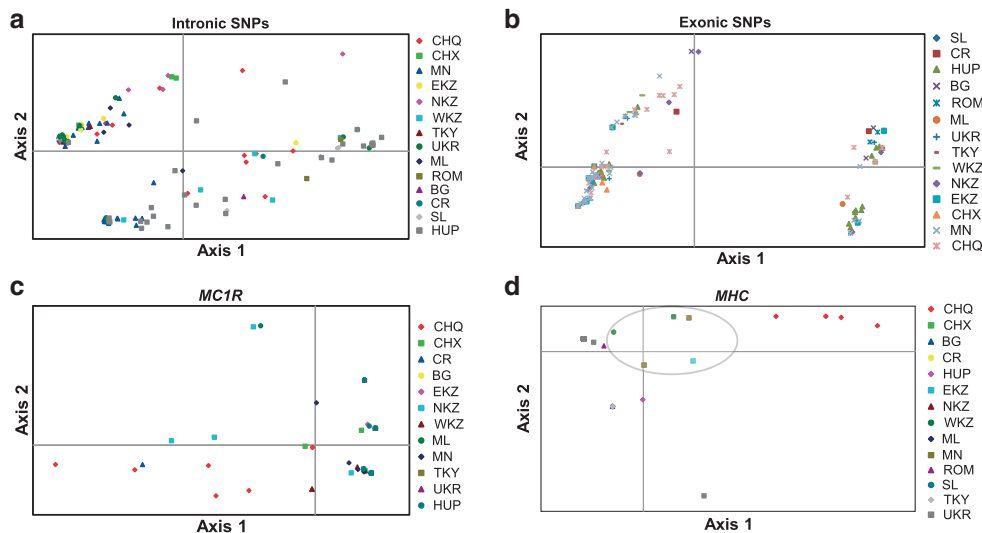 a
Intronic SNPs
Axis 2
Axis 1
CHQ
CHX
MN
EKZ
NKZ
WKZ
TKY
UKR
ML
ROM
BG
CR
SL
HUP
b
Exonic SNPs
Axis 2
Axis 1
SL
CR
HUP
BG
ROM
ML
UKR
TKY
WKZ
NKZ
EKZ
CHX
MN
CHQ
c
MC1R
Axis 2
Axis 1
CHQ
CHX
CR
BG
EKZ
NKZ
WKZ
ML
MN
TKY
UKR
HUP
d
MHC
Axis 2
Axis 1
CHQ
CHX
BG
CR
HUP
EKZ
NKZ
WKZ
ML
MN
ROM
SL
TKY
UKR